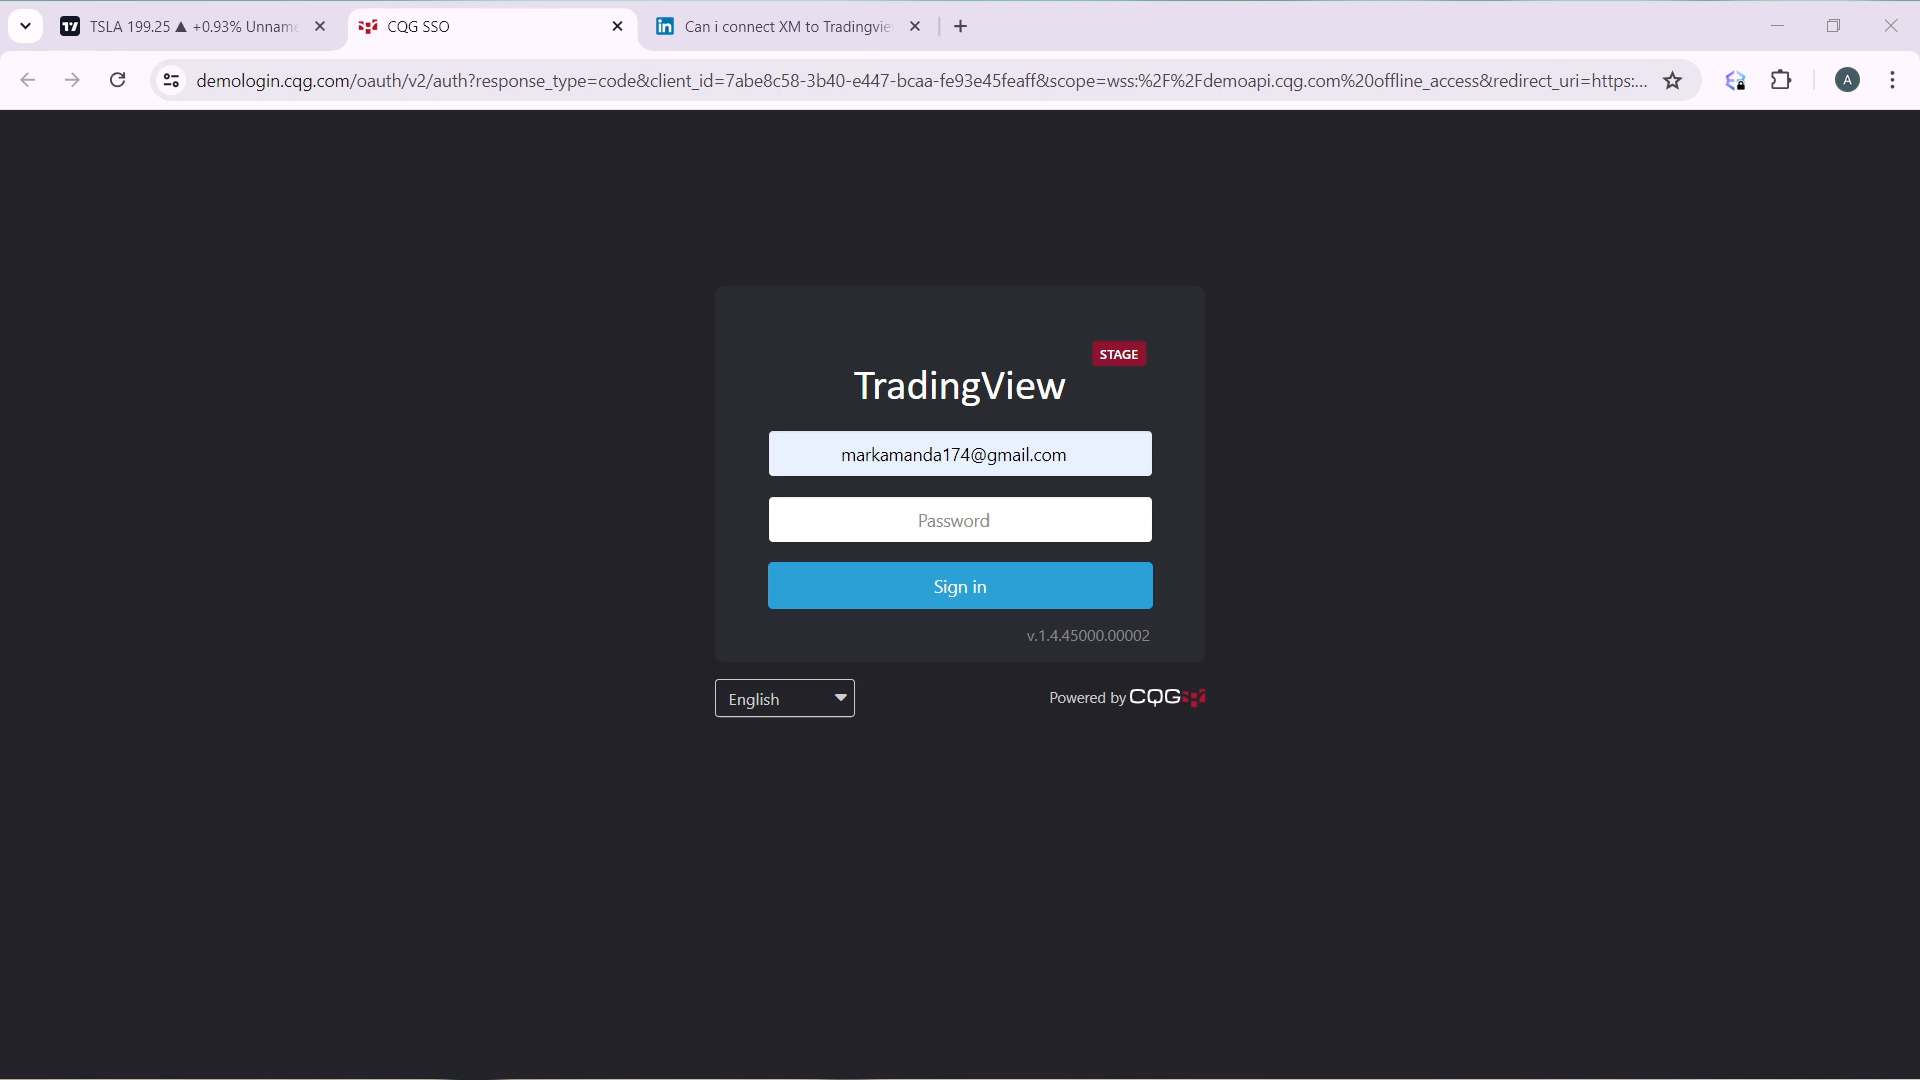 TSLA 199.25 ▲ +0.93% Unname
CQG SSO
Can i connect XM to Tradingvie
demologin.cqg.com/oauth/v2/auth?response_type=code&client_id=7abe8c58-3b40-e447-bcaa-fe93e45feaff&scope=wss:%2F%2Fdemoapi.cqg.com%20offline_access&redirect_uri=https:...
A
STAGE
TradingView
markamanda174@gmail.com
Password
Sign in
v.1.4.45000.00002
English
Powered by CQG